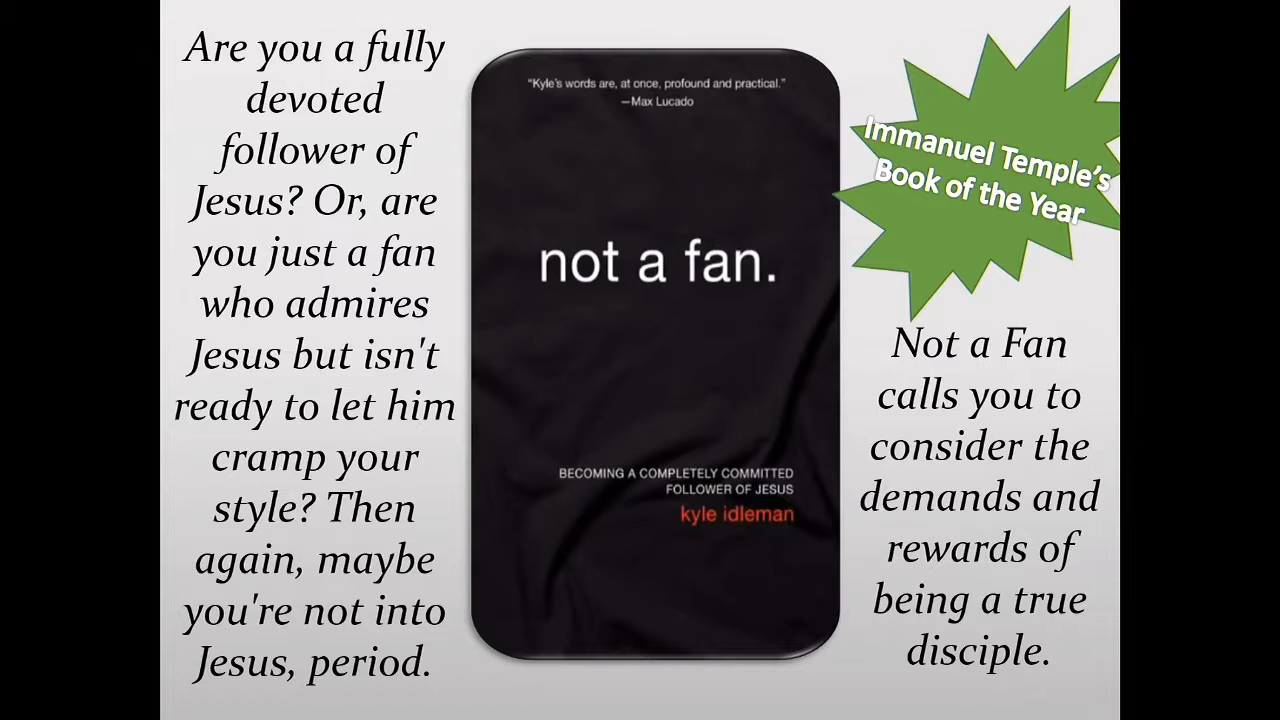 Are you a fully
devoted
follower of
Jesus? Or, are
you just a fan
who admires
Jesus but isn't
ready to let him
cramp your
style? Then
again, maybe
you're not into
Jesus, period.
"Kyle's words are, at once, profound and practical."
—Max Lucado
not a fan.
BECOMING A COMPLETELY COMMITTED
FOLLOWER OF JESUS
kyle idleman
Immanuel Temple's
Book of the Year
Not a Fan
calls you to
consider the
demands and
rewards of
being a true
disciple.